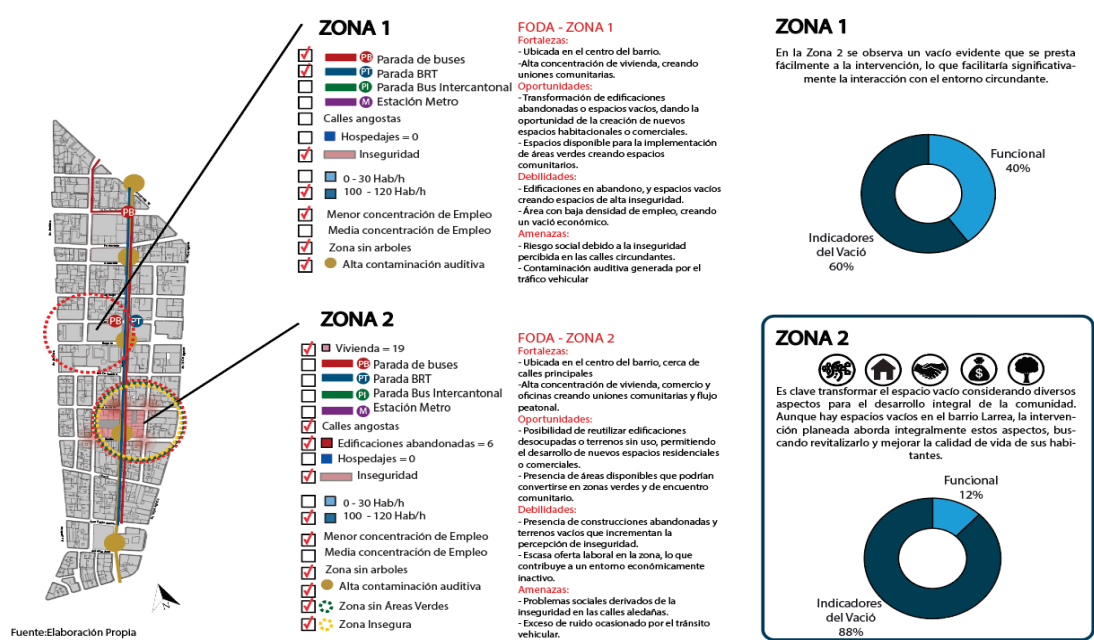 ZONA 1
PB Parada de buses
PT Parada BRT
PI Parada Bus Intercantonal
M Estación Metro
Calles angostas
Hospedajes = 0
Inseguridad
0 - 30 Hab/h
100 - 120 Hab/h
Menor concentración de Empleo
Media concentración de Empleo
Zona sin arboles
Alta contaminación auditiva
FODA - ZONA 1
Fortalezas:
- Ubicada en el centro del barrio.
-Alta concentración de vivienda, creando
uniones comunitarias.
Oportunidades:
- Transformación de edificaciones
abandonadas o espacios vacíos, dando la
oportunidad de la creación de nuevos
espacios habitacionales o comerciales.
- Espacios disponible para la implementación
de áreas verdes creando espacios
comunitarios.
Debilidades:
- Edificaciones en abandono, y espacios vacíos
creando espacios de alta inseguridad.
- Área con baja densidad de empleo, creando
un vació económico.
Amenazas:
- Riesgo social debido a la inseguridad
percibida en las calles circundantes.
- Contaminación auditiva generada por el
tráfico vehicular
ZONA 1
En la Zona 2 se observa un vacío evidente que se presta
fácilmente a la intervención, lo que facilitaría significativa-
mente la interacción con el entorno circundante.
Funcional
40%
Indicadores
del Vació
60%
PB
PB
PT
ZONA 2
Vivienda = 19
PB Parada de buses
PT Parada BRT
PI Parada Bus Intercantonal
M Estación Metro
Calles angostas
Edificaciones abandonadas = 6
Hospedajes = 0
Inseguridad
0 - 30 Hab/h
100 - 120 Hab/h
Menor concentración de Empleo
Media concentración de Empleo
Zona sin arboles
Alta contaminación auditiva
Zona sin Áreas Verdes
Zona Insegura
FODA - ZONA 2
Fortalezas:
- Ubicada en el centro del barrio, cerca de
calles principales
-Alta concentración de vivienda, comercio y
oficinas creando uniones comunitarias y flujo
peatonal.
Oportunidades:
- Posibilidad de reutilizar edificaciones
desocupadas o terrenos sin uso, permitiendo
el desarrollo de nuevos espacios residenciales
o comerciales.
- Presencia de áreas disponibles que podrían
convertirse en zonas verdes y de encuentro
comunitario.
Debilidades:
- Presencia de construcciones abandonadas y
terrenos vacíos que incrementan la
percepción de inseguridad.
- Escasa oferta laboral en la zona, lo que
contribuye a un entorno económicamente
inactivo.
Amenazas:
- Problemas sociales derivados de la
inseguridad en las calles aledañas.
- Exceso de ruido ocasionado por el tránsito
vehicular.
ZONA 2
$
Es clave transformar el espacio vacío considerando diversos
aspectos para el desarrollo integral de la comunidad.
Aunque hay espacios vacíos en el barrio Larrea, la interven-
ción planeada aborda integralmente estos aspectos, bus-
cando revitalizarlo y mejorar la calidad de vida de sus habi-
tantes.
Funcional
12%
Indicadores
del Vació
88%
Fuente:Elaboración Propia